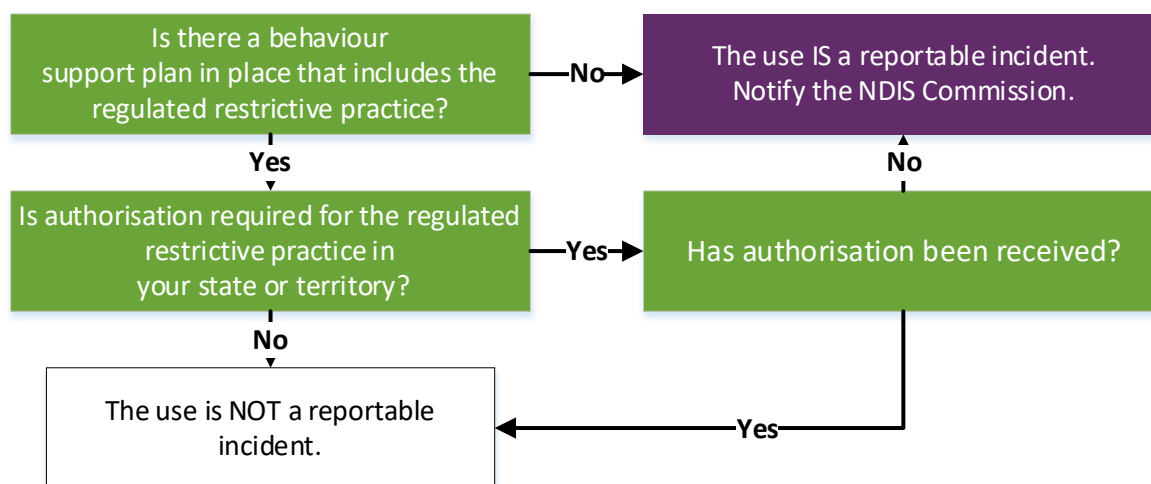 Is there a behaviour
support plan in place that includes the
regulated restrictive practice?
No
The use IS a reportable incident.
Notify the NDIS Commission.
Yes
No
Is authorisation required for the regulated
restrictive practice in
your state or territory?
Yes
Has authorisation been received?
No
The use is NOT a reportable
incident.
Yes